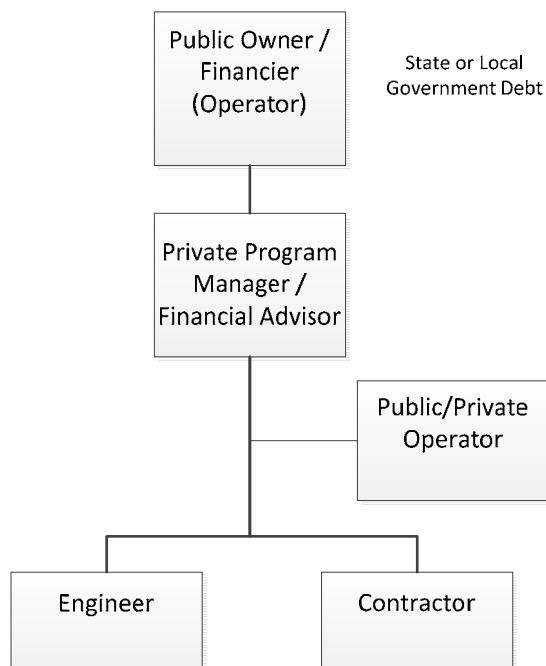 Public Owner /
Financier
(Operator)
State or Local
Government Debt
Private Program
Manager /
Financial Advisor
Public/Private
Operator
Engineer
Contractor